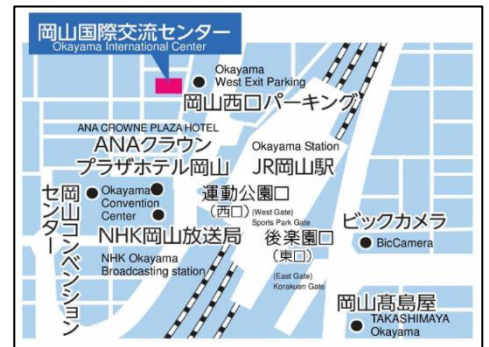 岡山国際交流センター
Okayama International Center
Okayama
West Exit Parking
岡山西口パーキング
ANA CROWNE PLAZA HOTEL
ANAクラウン
プラザホテル岡山
Okayama Station
JR岡山駅
岡山コンベンション
センター
Okayama
Convention
Center
運動公園口
(西口)
(West Gate)
Sports Park Gate
NHK岡山放送局
NHK Okayama
Broadcasting station
後楽園口
(東口)
(East Gate)
Korakuen Gate
ビックカメラ
BicCamera
岡山髙島屋
TAKASHIMAYA
Okayama